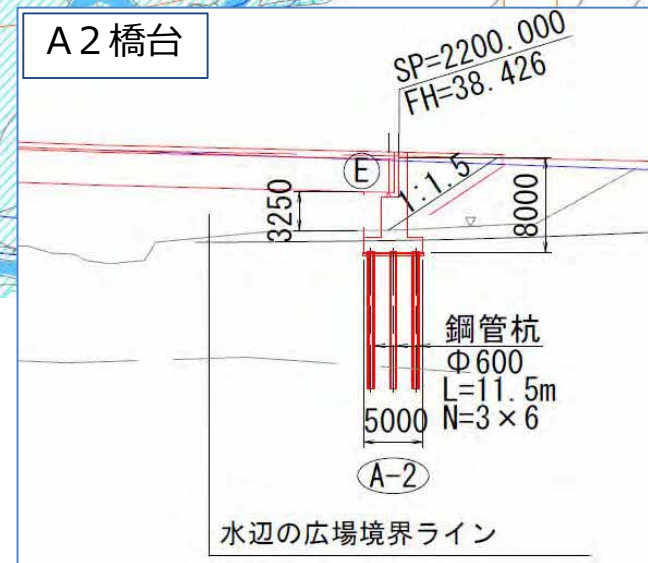 A2橋台
SP=2200.000
FH=38.426
E
1:1.5
3250
8000
鋼管杭
Φ600
L=11.5m
N=3×6
5000
A-2
水辺の広場境界ライン